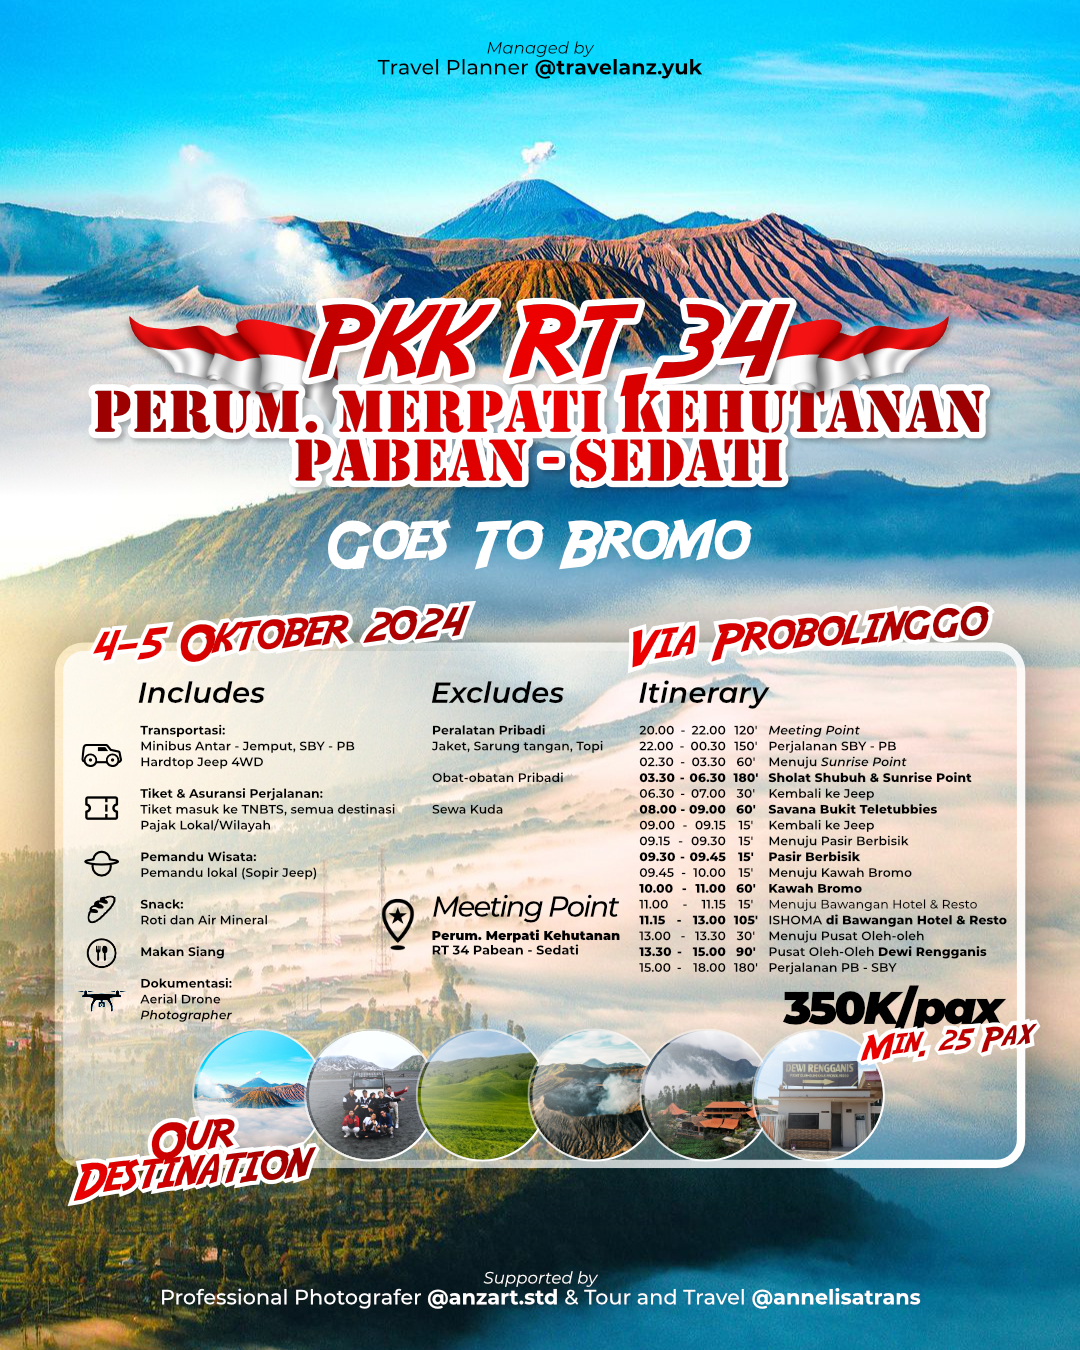 Managed by
Travel Planner @travelanz.yuk
PKK RT. 34
PERUM. MERPATI KEHUTANAN
PABEAN - SEDATI
GOES TO BROMO
4-5 OKTOBER 2024
VIA PROBOLINGGO
Includes
Transportasi:
Minibus Antar - Jemput, SBY - PB
Hardtop Jeep 4WD
Tiket & Asuransi Perjalanan:
Tiket masuk ke TNBTS, semua destinasi
Pajak Lokal/Wilayah
Pemandu Wisata:
Pemandu lokal (Sopir Jeep)
Snack:
Roti dan Air Mineral
Makan Siang
Dokumentasi:
Aerial Drone
Photographer
Excludes
Peralatan Pribadi
Jaket, Sarung tangan, Topi
Obat-obatan Pribadi
Sewa Kuda
Meeting Point
Perum. Merpati Kehutanan
RT 34 Pabean - Sedati
Itinerary
20.00 - 22.00 120' Meeting Point
22.00 - 00.30 150' Perjalanan SBY - PB
02.30 - 03.30 60' Menuju Sunrise Point
03.30 - 06.30 180' Sholat Shubuh & Sunrise Point
06.30 - 07.00 30' Kembali ke Jeep
08.00 - 09.00 60' Savana Bukit Teletubbies
09.00 - 09.15 15' Kembali ke Jeep
09.15 - 09.30 15' Menuju Pasir Berbisik
09.30 - 09.45 15' Pasir Berbisik
09.45 - 10.00 15' Menuju Kawah Bromo
10.00 - 11.00 60' Kawah Bromo
11.00 - 11.15 15' Menuju Bawangan Hotel & Resto
11.15 - 13.00 105' ISHOMA di Bawangan Hotel & Resto
13.00 - 13.30 30' Menuju Pusat Oleh-oleh
13.30 - 15.00 90' Pusat Oleh-Oleh Dewi Rengganis
15.00 - 18.00 180' Perjalanan PB - SBY
350K/pax
MIN. 25 PAX
DEWI RENGGANIS
OUR
DESTINATION
Supported by
Professional Photografer @anzart.std & Tour and Travel @annelisatrans